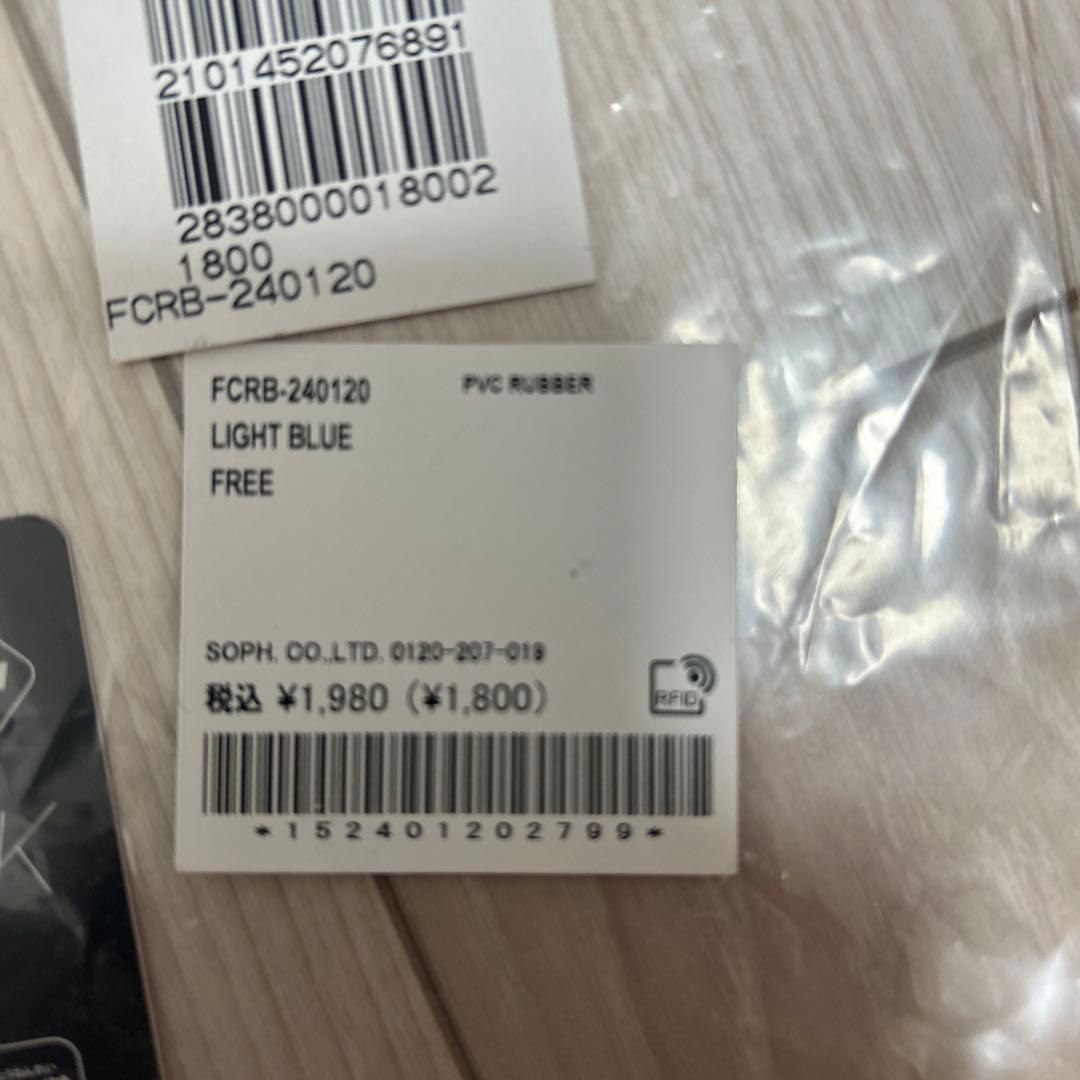 2101452076891
2838000018002
1800
FCRB-240120
FCRB-240120 PVC RUBBER
LIGHT BLUE
FREE
SOPH. CO.,LTD. 0120-207-019
税込 ¥1,980 (¥1,800)
RFID
*152401202799*
K